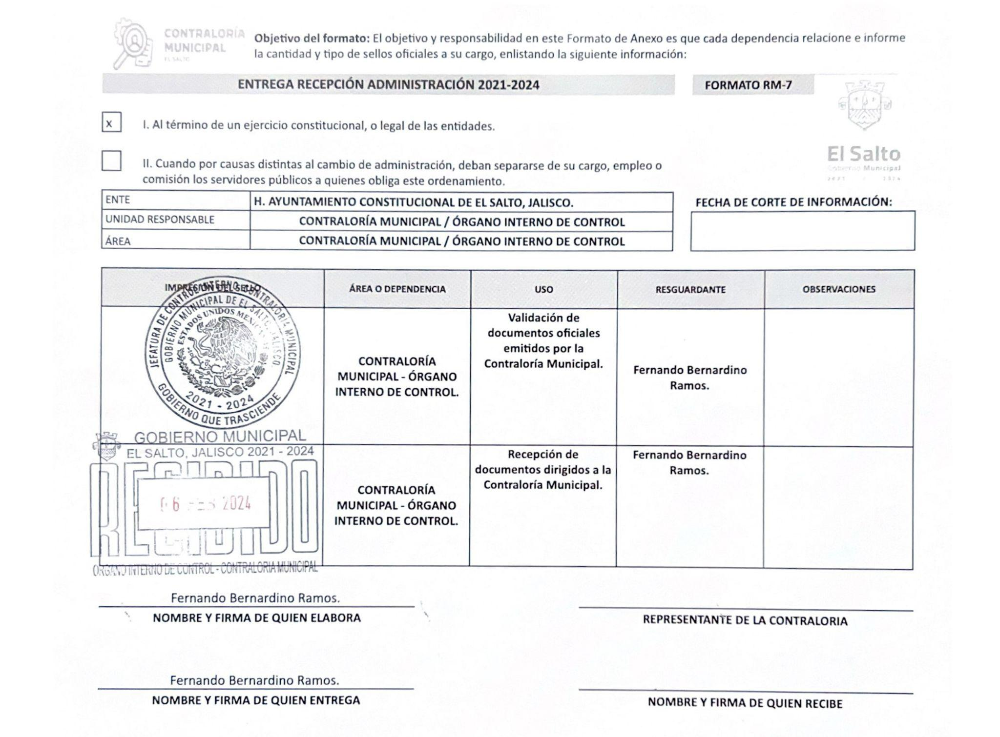 CONTRALORÍA
MUNICIPAL
EL SALTO
Objetivo del formato: El objetivo y responsabilidad en este Formato de Anexo es que cada dependencia relacione e informe
la cantidad y tipo de sellos oficiales a su cargo, enlistando la siguiente información:
ENTREGA RECEPCIÓN ADMINISTRACIÓN 2021-2024
FORMATO RM-7
x
I. Al término de un ejercicio constitucional, o legal de las entidades.
El Salto
Gobierno Municipal
II. Cuando por causas distintas al cambio de administración, deban separarse de su cargo, empleo o
comisión los servidores públicos a quienes obliga este ordenamiento.
ENTE
H. AYUNTAMIENTO CONSTITUCIONAL DE EL SALTO, JALISCO.
UNIDAD RESPONSABLE
CONTRALORÍA MUNICIPAL / ÓRGANO INTERNO DE CONTROL
ÁREA
CONTRALORÍA MUNICIPAL / ÓRGANO INTERNO DE CONTROL
FECHA DE CORTE DE INFORMACIÓN:
IMPRESIÓN DEL SELLO
ÁREA O DEPENDENCIA
USO
RESGUARDANTE
OBSERVACIONES
JEFATURA DE CONTROL INTERNO CONTRALORÍA MUNICIPAL
GOBIERNO MUNICIPAL DE EL SALTO, JALISCO.
ESTADOS UNIDOS MEXICANOS
2021 - 2024
GOBIERNO QUE TRASCIENDE
CONTRALORÍA
MUNICIPAL - ÓRGANO
INTERNO DE CONTROL.
Validación de
documentos oficiales
emitidos por la
Contraloría Municipal.
Fernando Bernardino
Ramos.
GOBIERNO MUNICIPAL
EL SALTO, JALISCO 2021 - 2024
RECIBIDO
06 FEB 2024
ORGANO INTERNO DE CONTROL - CONTRALORIA MUNICIPAL
CONTRALORÍA
MUNICIPAL - ÓRGANO
INTERNO DE CONTROL.
Recepción de
documentos dirigidos a la
Contraloría Municipal.
Fernando Bernardino
Ramos.
Fernando Bernardino Ramos.
NOMBRE Y FIRMA DE QUIEN ELABORA
REPRESENTANTE DE LA CONTRALORIA
Fernando Bernardino Ramos.
NOMBRE Y FIRMA DE QUIEN ENTREGA
NOMBRE Y FIRMA DE QUIEN RECIBE